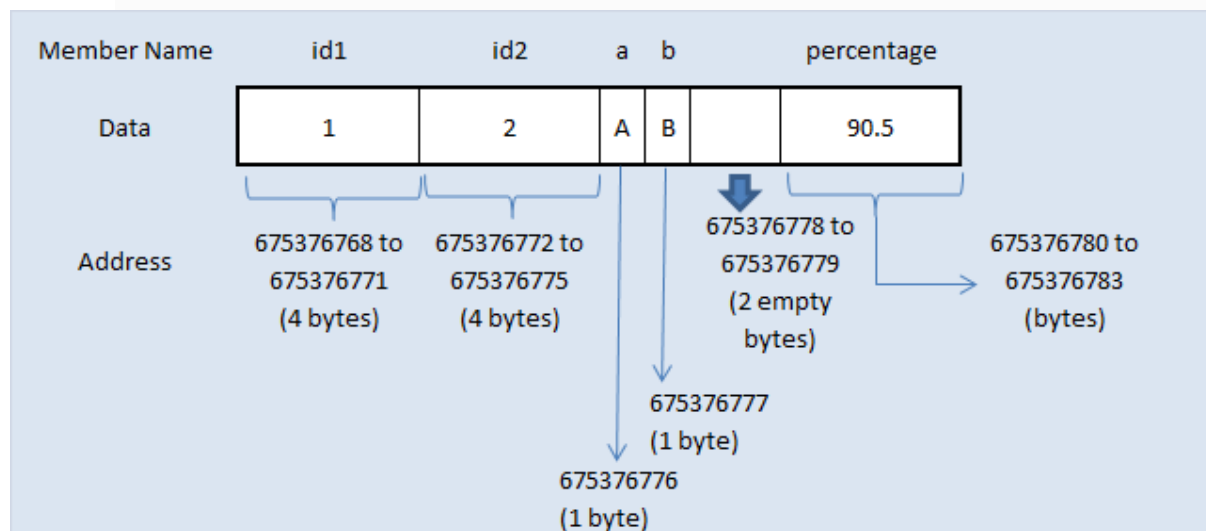 Member Name id1 id2 a b percentage
Data 1 2 A B 90.5
Address
675376768 to
675376771
(4 bytes)
675376772 to
675376775
(4 bytes)
675376778 to
675376779
(2 empty
bytes)
675376780 to
675376783
(bytes)
675376777
(1 byte)
675376776
(1 byte)